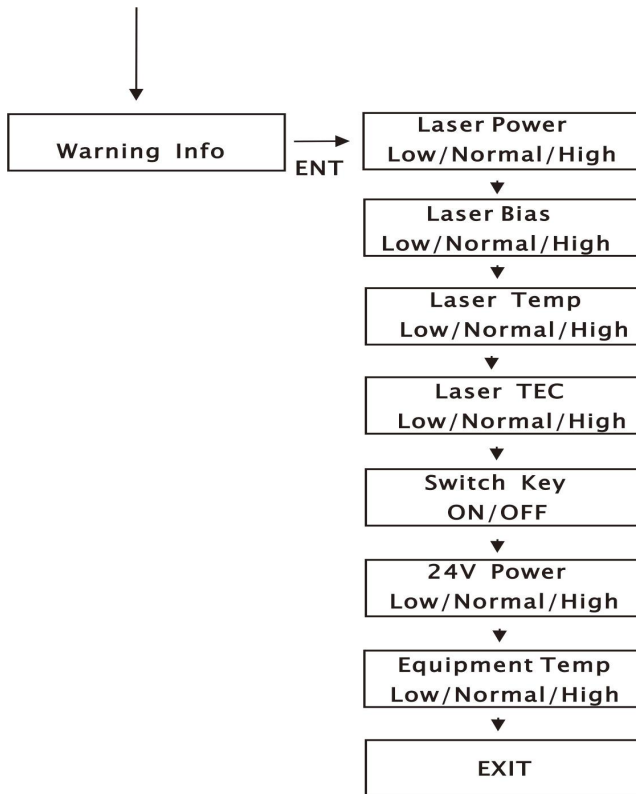 Warning Info
ENT
Laser Power
Low/Normal/High
Laser Bias
Low/Normal/High
Laser Temp
Low/Normal/High
Laser TEC
Low/Normal/High
Switch Key
ON/OFF
24V Power
Low/Normal/High
Equipment Temp
Low/Normal/High
EXIT